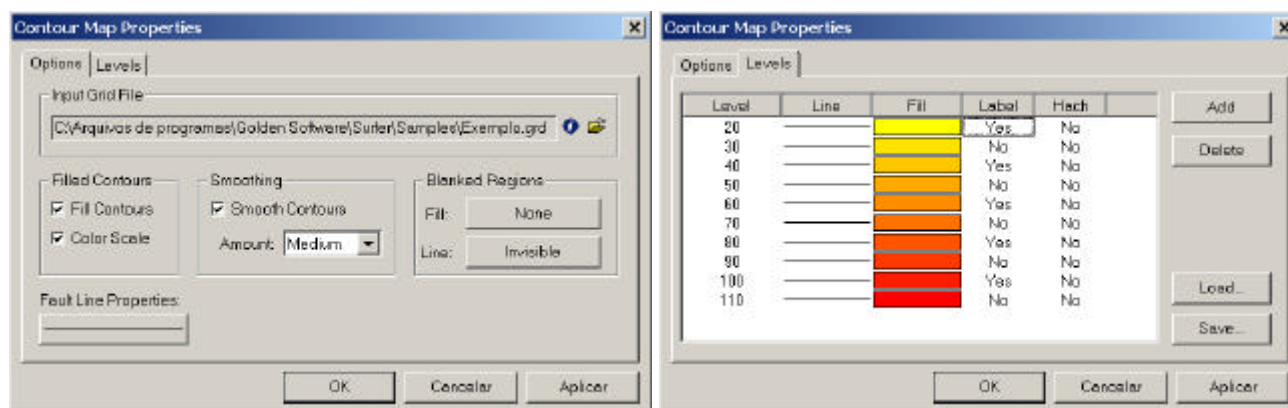 Contour Map Properties
Options Levels
Input Grid File
C:\Arquivos de programas\Golden Software\Surfer\Samples\Exemplo.grd
Filled Contours
Fill Contours
Color Scale
Smoothing
Smooth Contours
Amount: Medium
Blanked Regions
Fill: None
Line: Invisible
Fault Line Properties:
OK Cancelar Aplicar
Contour Map Properties
Options Levels
Level Line Fill Label Hach
20 Yes No
30 No No
40 Yes No
50 No No
60 Yes No
70 No No
80 Yes No
90 No No
100 Yes No
110 No No
Add
Delete
Load...
Save...
OK Cancelar Aplicar